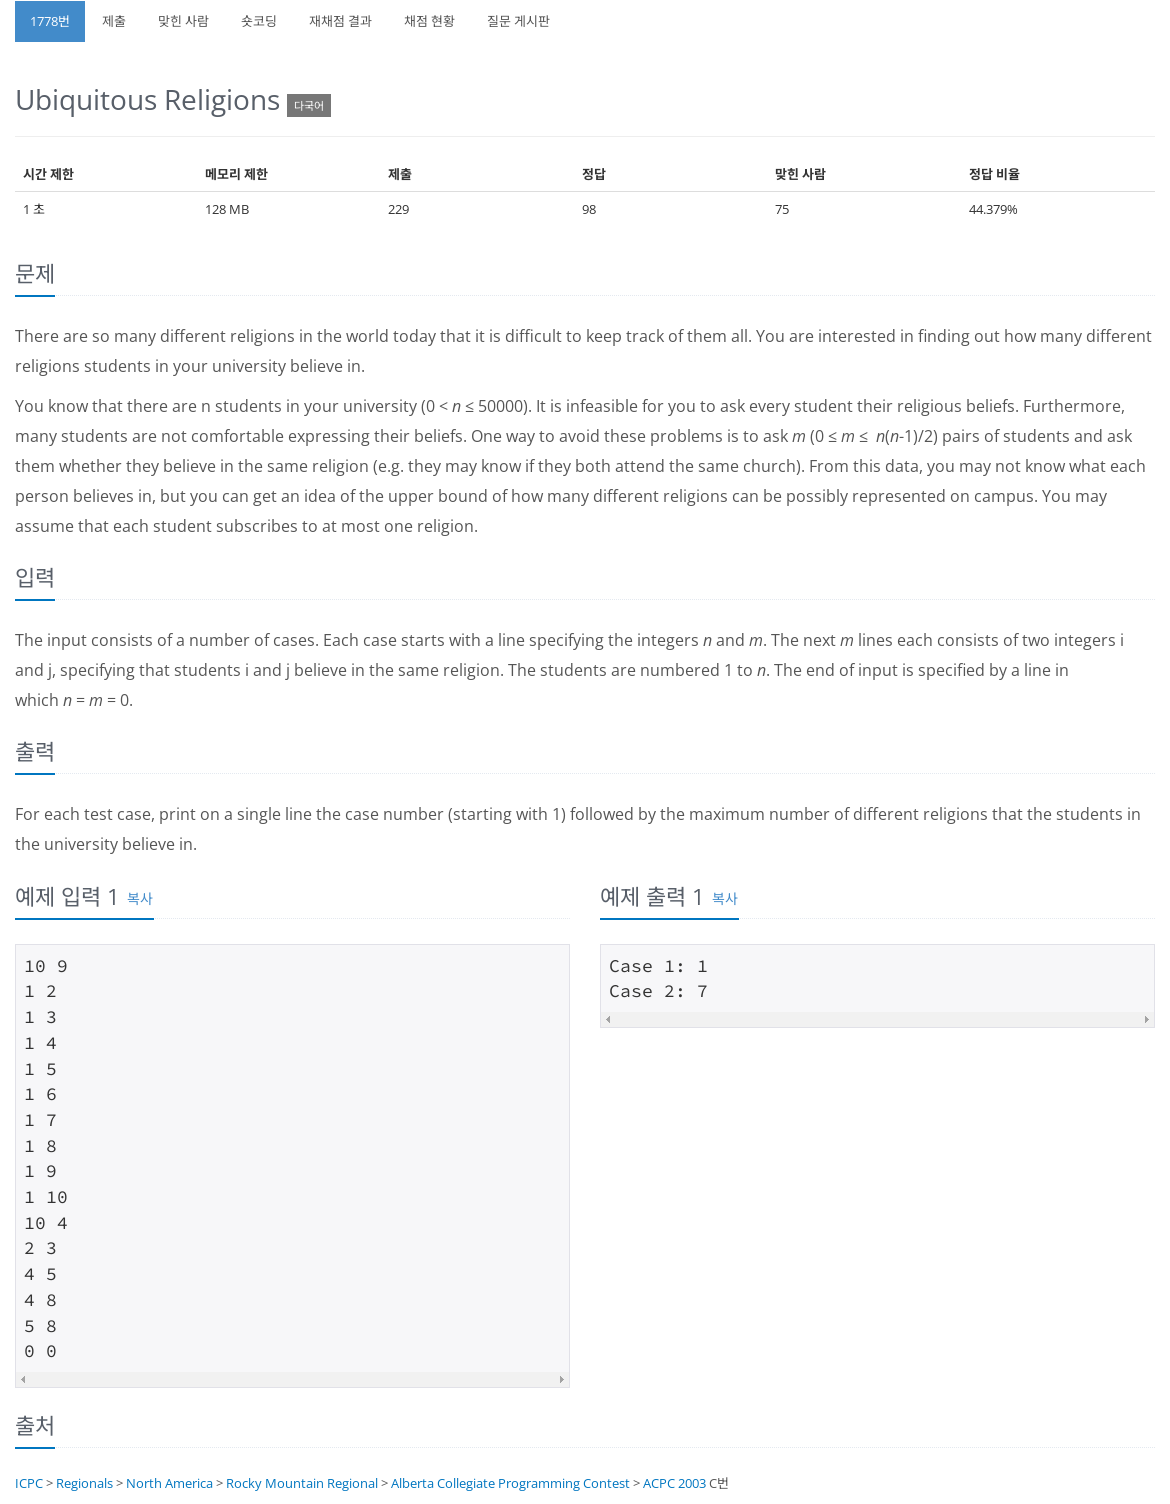 1778번 제출 맞힌 사람 숏코딩 재채점 결과 채점 현황 질문 게시판
Ubiquitous Religions 다국어
시간 제한 메모리 제한 제출 정답 맞힌 사람 정답 비율
1 초 128 MB 229 98 75 44.379%
문제
There are so many different religions in the world today that it is difficult to keep track of them all. You are interested in finding out how many different
religions students in your university believe in.
You know that there are n students in your university (0 < n ≤ 50000). It is infeasible for you to ask every student their religious beliefs. Furthermore,
many students are not comfortable expressing their beliefs. One way to avoid these problems is to ask m (0 ≤ m ≤ n(n-1)/2) pairs of students and ask
them whether they believe in the same religion (e.g. they may know if they both attend the same church). From this data, you may not know what each
person believes in, but you can get an idea of the upper bound of how many different religions can be possibly represented on campus. You may
assume that each student subscribes to at most one religion.
입력
The input consists of a number of cases. Each case starts with a line specifying the integers n and m. The next m lines each consists of two integers i
and j, specifying that students i and j believe in the same religion. The students are numbered 1 to n. The end of input is specified by a line in
which n = m = 0.
출력
For each test case, print on a single line the case number (starting with 1) followed by the maximum number of different religions that the students in
the university believe in.
예제 입력 1 복사
10 9
1 2
1 3
1 4
1 5
1 6
1 7
1 8
1 9
1 10
10 4
2 3
4 5
4 8
5 8
0 0
예제 출력 1 복사
Case 1: 1
Case 2: 7
출처
ICPC > Regionals > North America > Rocky Mountain Regional > Alberta Collegiate Programming Contest > ACPC 2003 C번